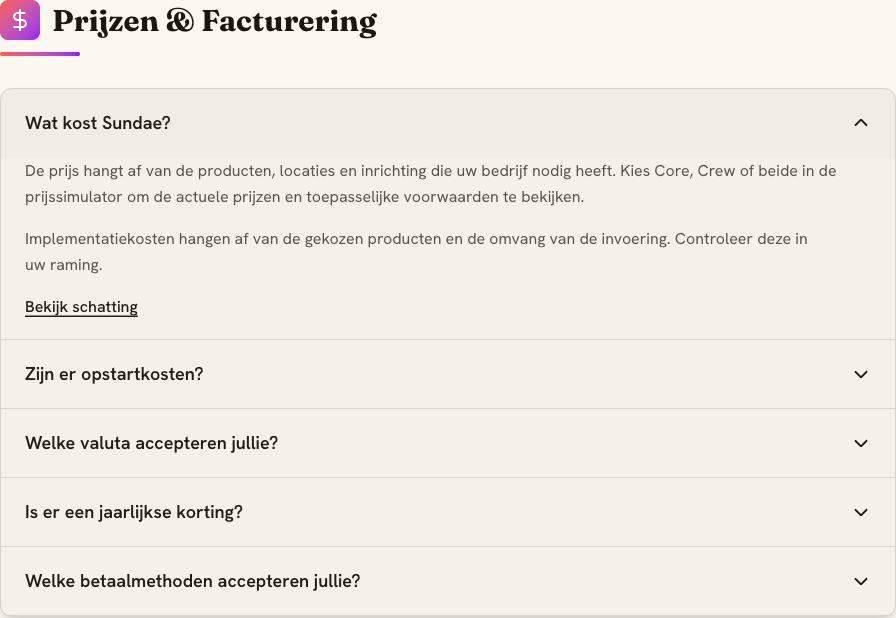 $
Prijzen & Facturering
Wat kost Sundae?
De prijs hangt af van de producten, locaties en inrichting die uw bedrijf nodig heeft. Kies Core, Crew of beide in de
prijssimulator om de actuele prijzen en toepasselijke voorwaarden te bekijken.
Implementatiekosten hangen af van de gekozen producten en de omvang van de invoering. Controleer deze in
uw raming.
Bekijk schatting
Zijn er opstartkosten?
Welke valuta accepteren jullie?
Is er een jaarlijkse korting?
Welke betaalmethoden accepteren jullie?